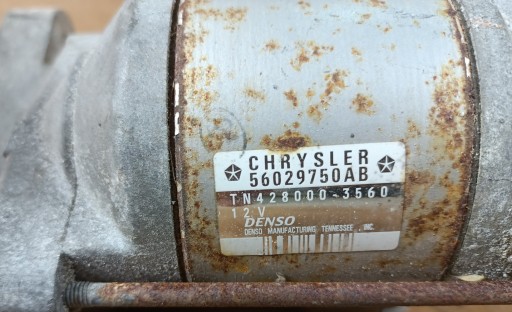 CHRYSLER
56029750AB
TN428000-3560
12V
DENSO
DENSO MANUFACTURING TENNESSEE